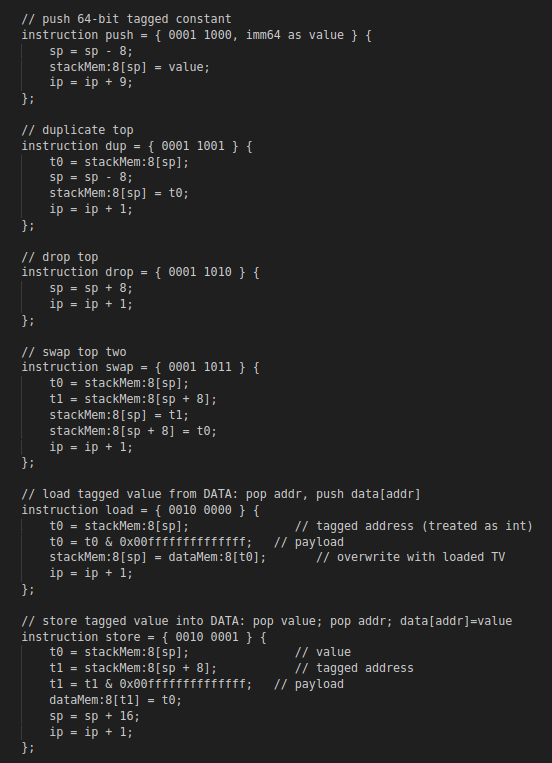 // push 64-bit tagged constant
instruction push = { 0001 1000, imm64 as value } {
    sp = sp - 8;
    stackMem:8[sp] = value;
    ip = ip + 9;
};

// duplicate top
instruction dup = { 0001 1001 } {
    t0 = stackMem:8[sp];
    sp = sp - 8;
    stackMem:8[sp] = t0;
    ip = ip + 1;
};

// drop top
instruction drop = { 0001 1010 } {
    sp = sp + 8;
    ip = ip + 1;
};

// swap top two
instruction swap = { 0001 1011 } {
    t0 = stackMem:8[sp];
    t1 = stackMem:8[sp + 8];
    stackMem:8[sp] = t1;
    stackMem:8[sp + 8] = t0;
    ip = ip + 1;
};

// load tagged value from DATA: pop addr, push data[addr]
instruction load = { 0010 0000 } {
    t0 = stackMem:8[sp];               // tagged address (treated as int)
    t0 = t0 & 0x00ffffffffffffff;   // payload
    stackMem:8[sp] = dataMem:8[t0];       // overwrite with loaded TV
    ip = ip + 1;
};

// store tagged value into DATA: pop value; pop addr; data[addr]=value
instruction store = { 0010 0001 } {
    t0 = stackMem:8[sp];               // value
    t1 = stackMem:8[sp + 8];           // tagged address
    t1 = t1 & 0x00ffffffffffffff;   // payload
    dataMem:8[t1] = t0;
    sp = sp + 16;
    ip = ip + 1;
};